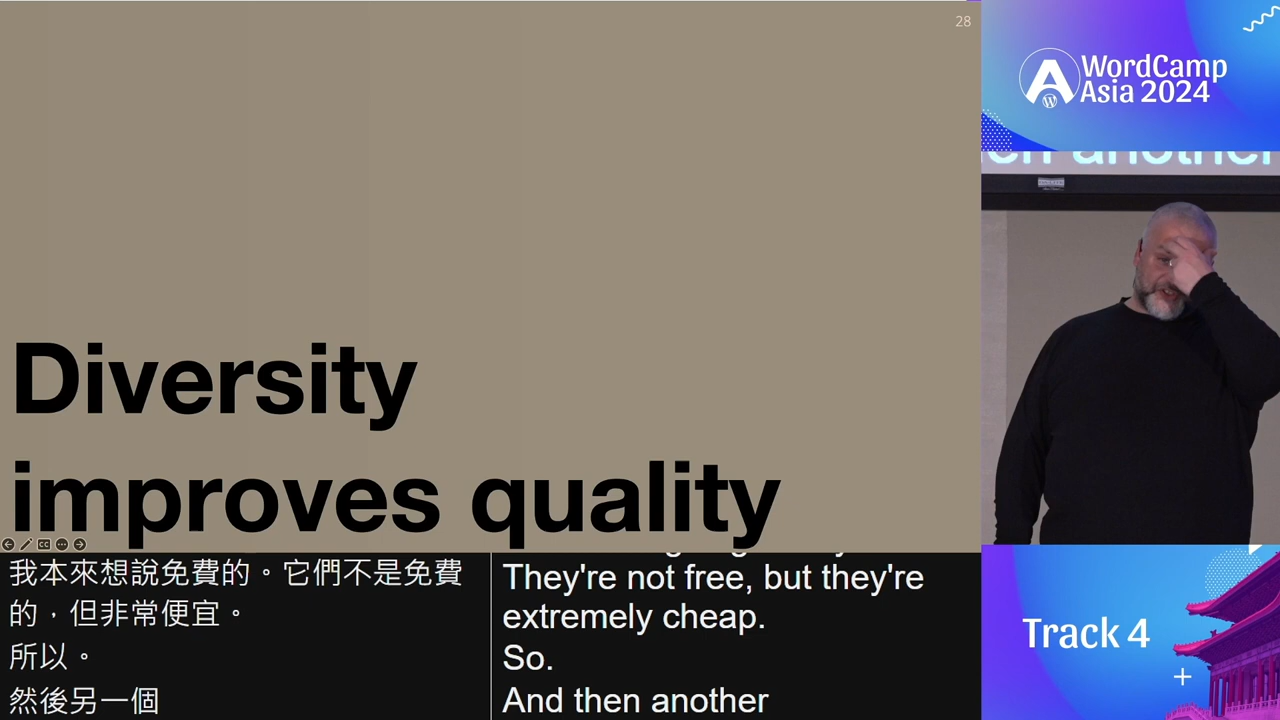 28
Diversity
improves quality
我本來想說免費的。它們不是免費
的，但非常便宜。
所以。
然後另一個
They're not free, but they're
extremely cheap.
So.
And then another
WordCamp
Asia 2024
en another
Track 4